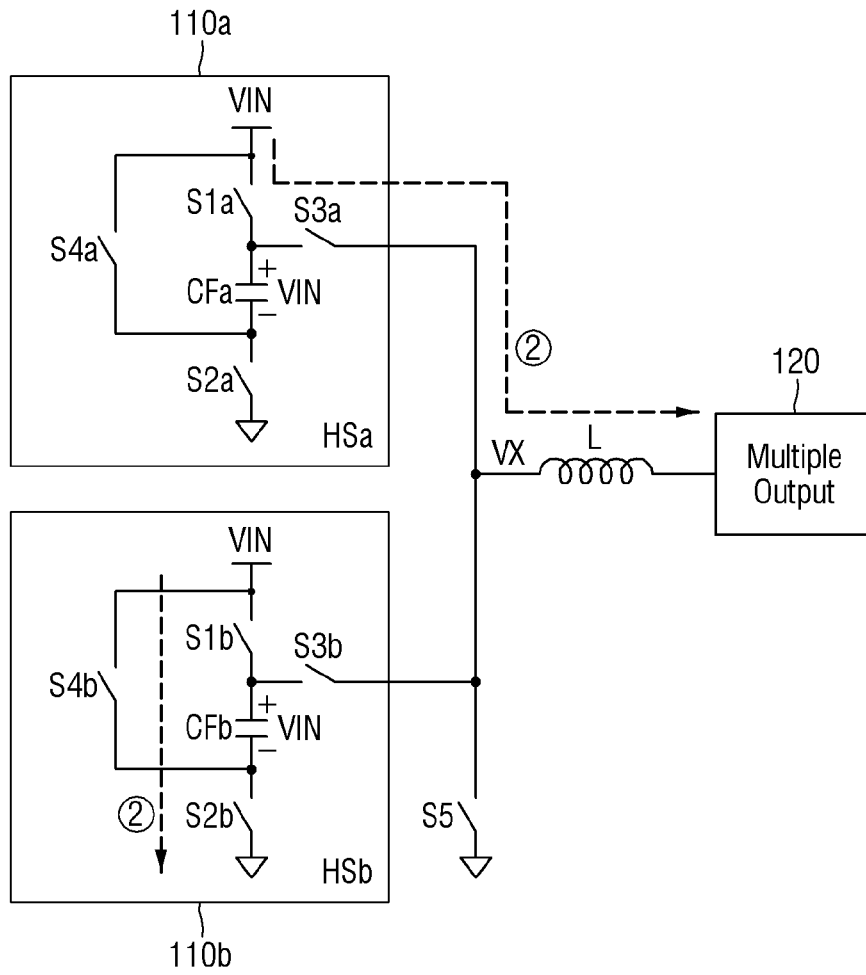 110a
VIN
S1a
S3a
S4a
+
CFa
VIN
−
S2a
HSa
②
120
Multiple
Output
VX
L
VIN
S1b
S3b
S4b
+
CFb
VIN
−
②
S2b
S5
HSb
110b